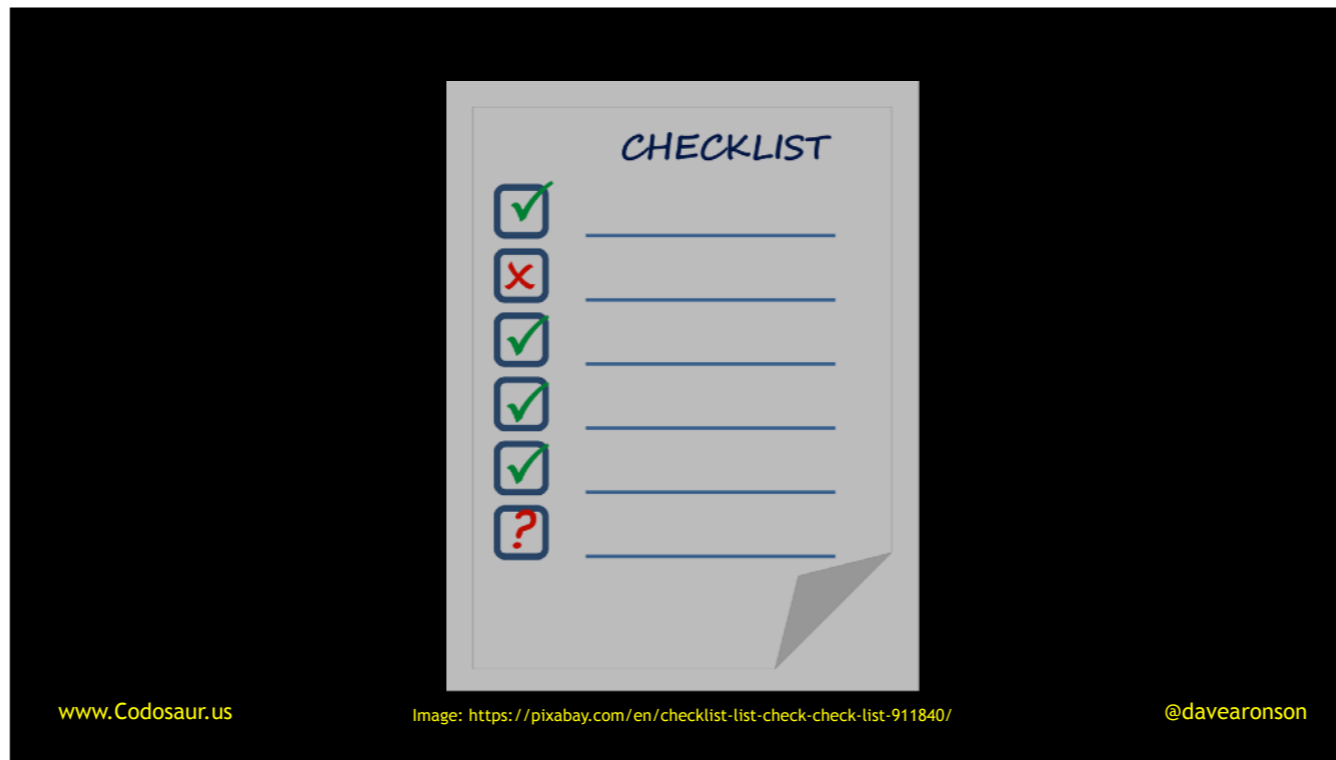 CHECKLIST
?
www.Codosaur.us
Image: https://pixabay.com/en/checklist-list-check-check-list-911840/
@davearonson